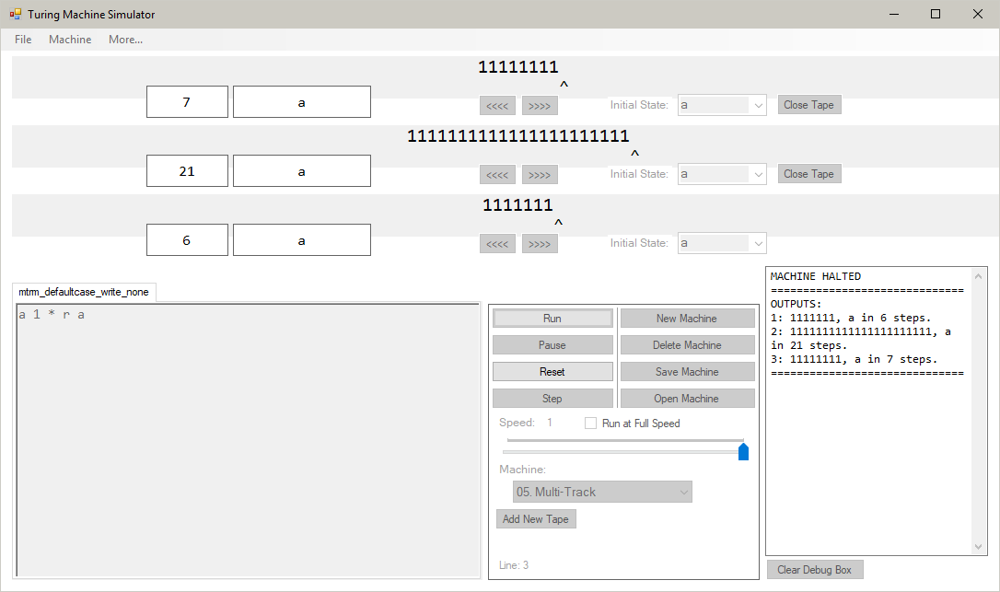 Turing Machine Simulator
File Machine More...
11111111
^
7 a <<<< >>>> Initial State: a Close Tape
1111111111111111111111
^
21 a <<<< >>>> Initial State: a Close Tape
1111111
^
6 a <<<< >>>> Initial State: a
mtrm_defaultcase_write_none
a 1 * r a
Run New Machine
Pause Delete Machine
Reset Save Machine
Step Open Machine
Speed: 1 Run at Full Speed
Machine:
05. Multi-Track
Add New Tape
Line: 3
MACHINE HALTED
==============================
OUTPUTS:
1: 1111111, a in 6 steps.
2: 1111111111111111111111, a
in 21 steps.
3: 11111111, a in 7 steps.
==============================
Clear Debug Box